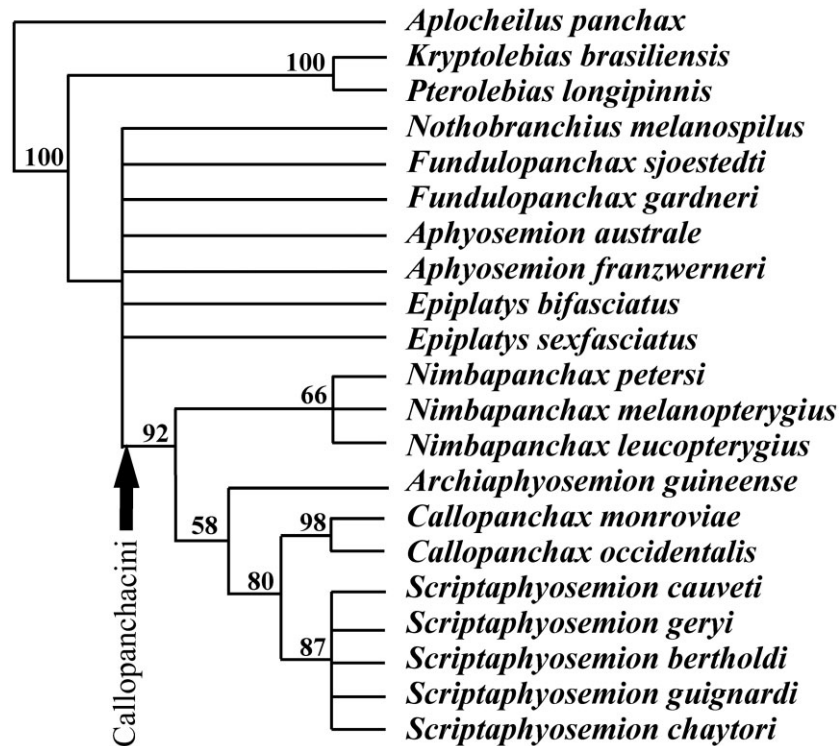 Aplocheilus panchax
100 Kryptolebias brasiliensis
Pterolebias longipinnis
Nothobranchius melanospilus
100 Fundulopanchax sjoestedti
Fundulopanchax gardneri
Aphyosemion australe
Aphyosemion franzwerneri
Epiplatys bifasciatus
Epiplatys sexfasciatus
Nimbapanchax petersi
66 Nimbapanchax melanopterygius
92 Nimbapanchax leucopterygius
Archiaphyosemion guineense
58 98 Callopanchax monroviae
Callopanchax occidentalis
80 Scriptaphyosemion cauveti
Scriptaphyosemion geryi
87 Scriptaphyosemion bertholdi
Scriptaphyosemion guignardi
Scriptaphyosemion chaytori
Callopanchacini